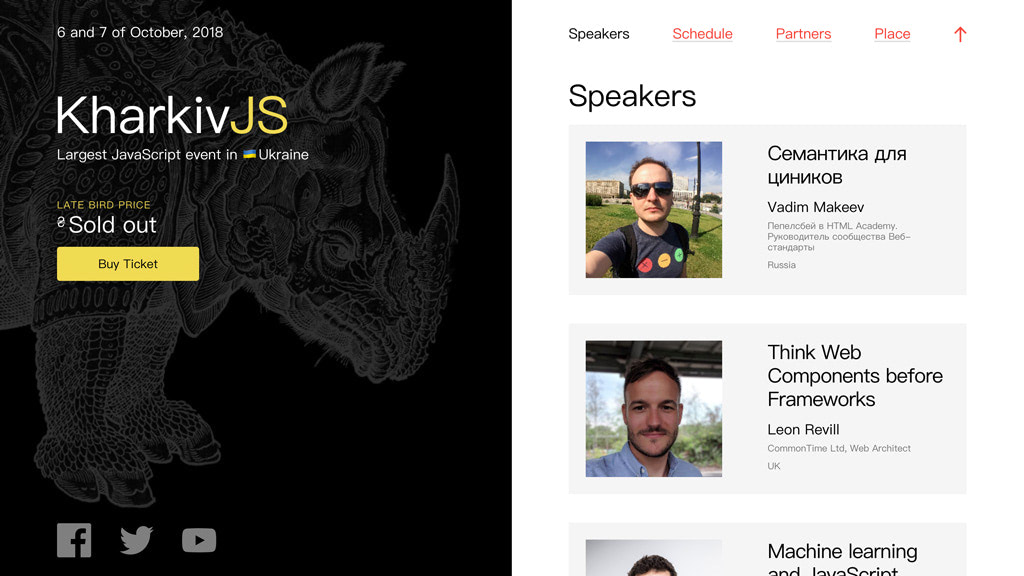 6 and 7 of October, 2018
KharkivJS
Largest JavaScript event in 🇺🇦Ukraine
LATE BIRD PRICE
₴ Sold out
Buy Ticket
Speakers
Schedule
Partners
Place
Speakers
Семантика для
циников
Vadim Makeev
Пепелсбей в HTML Academy.
Руководитель сообщества Веб-
стандарты
Russia
Think Web
Components before
Frameworks
Leon Revill
CommonTime Ltd, Web Architect
UK
Machine learning
and JavaScript